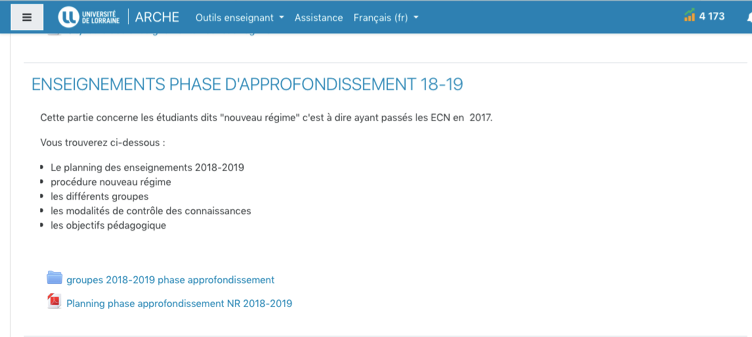 UNIVERSITÉ
DE LORRAINE
ARCHE
Outils enseignant
Assistance
Français (fr)
4 173
ENSEIGNEMENTS PHASE D'APPROFONDISSEMENT 18-19
Cette partie concerne les étudiants dits "nouveau régime" c'est à dire ayant passés les ECN en 2017.
Vous trouverez ci-dessous :
Le planning des enseignements 2018-2019
procédure nouveau régime
les différents groupes
les modalités de contrôle des connaissances
les objectifs pédagogique
groupes 2018-2019 phase approfondissement
Planning phase approfondissement NR 2018-2019